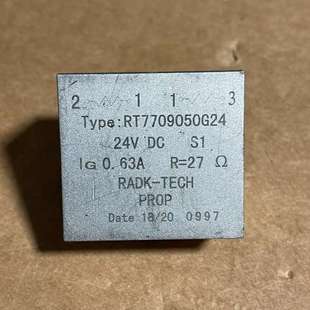 2 1 1 3
Type:RT7709050G24
24V DC S1
IG 0.63A R=27 Ω
RADK-TECH
PROP
Date 18/20 0997